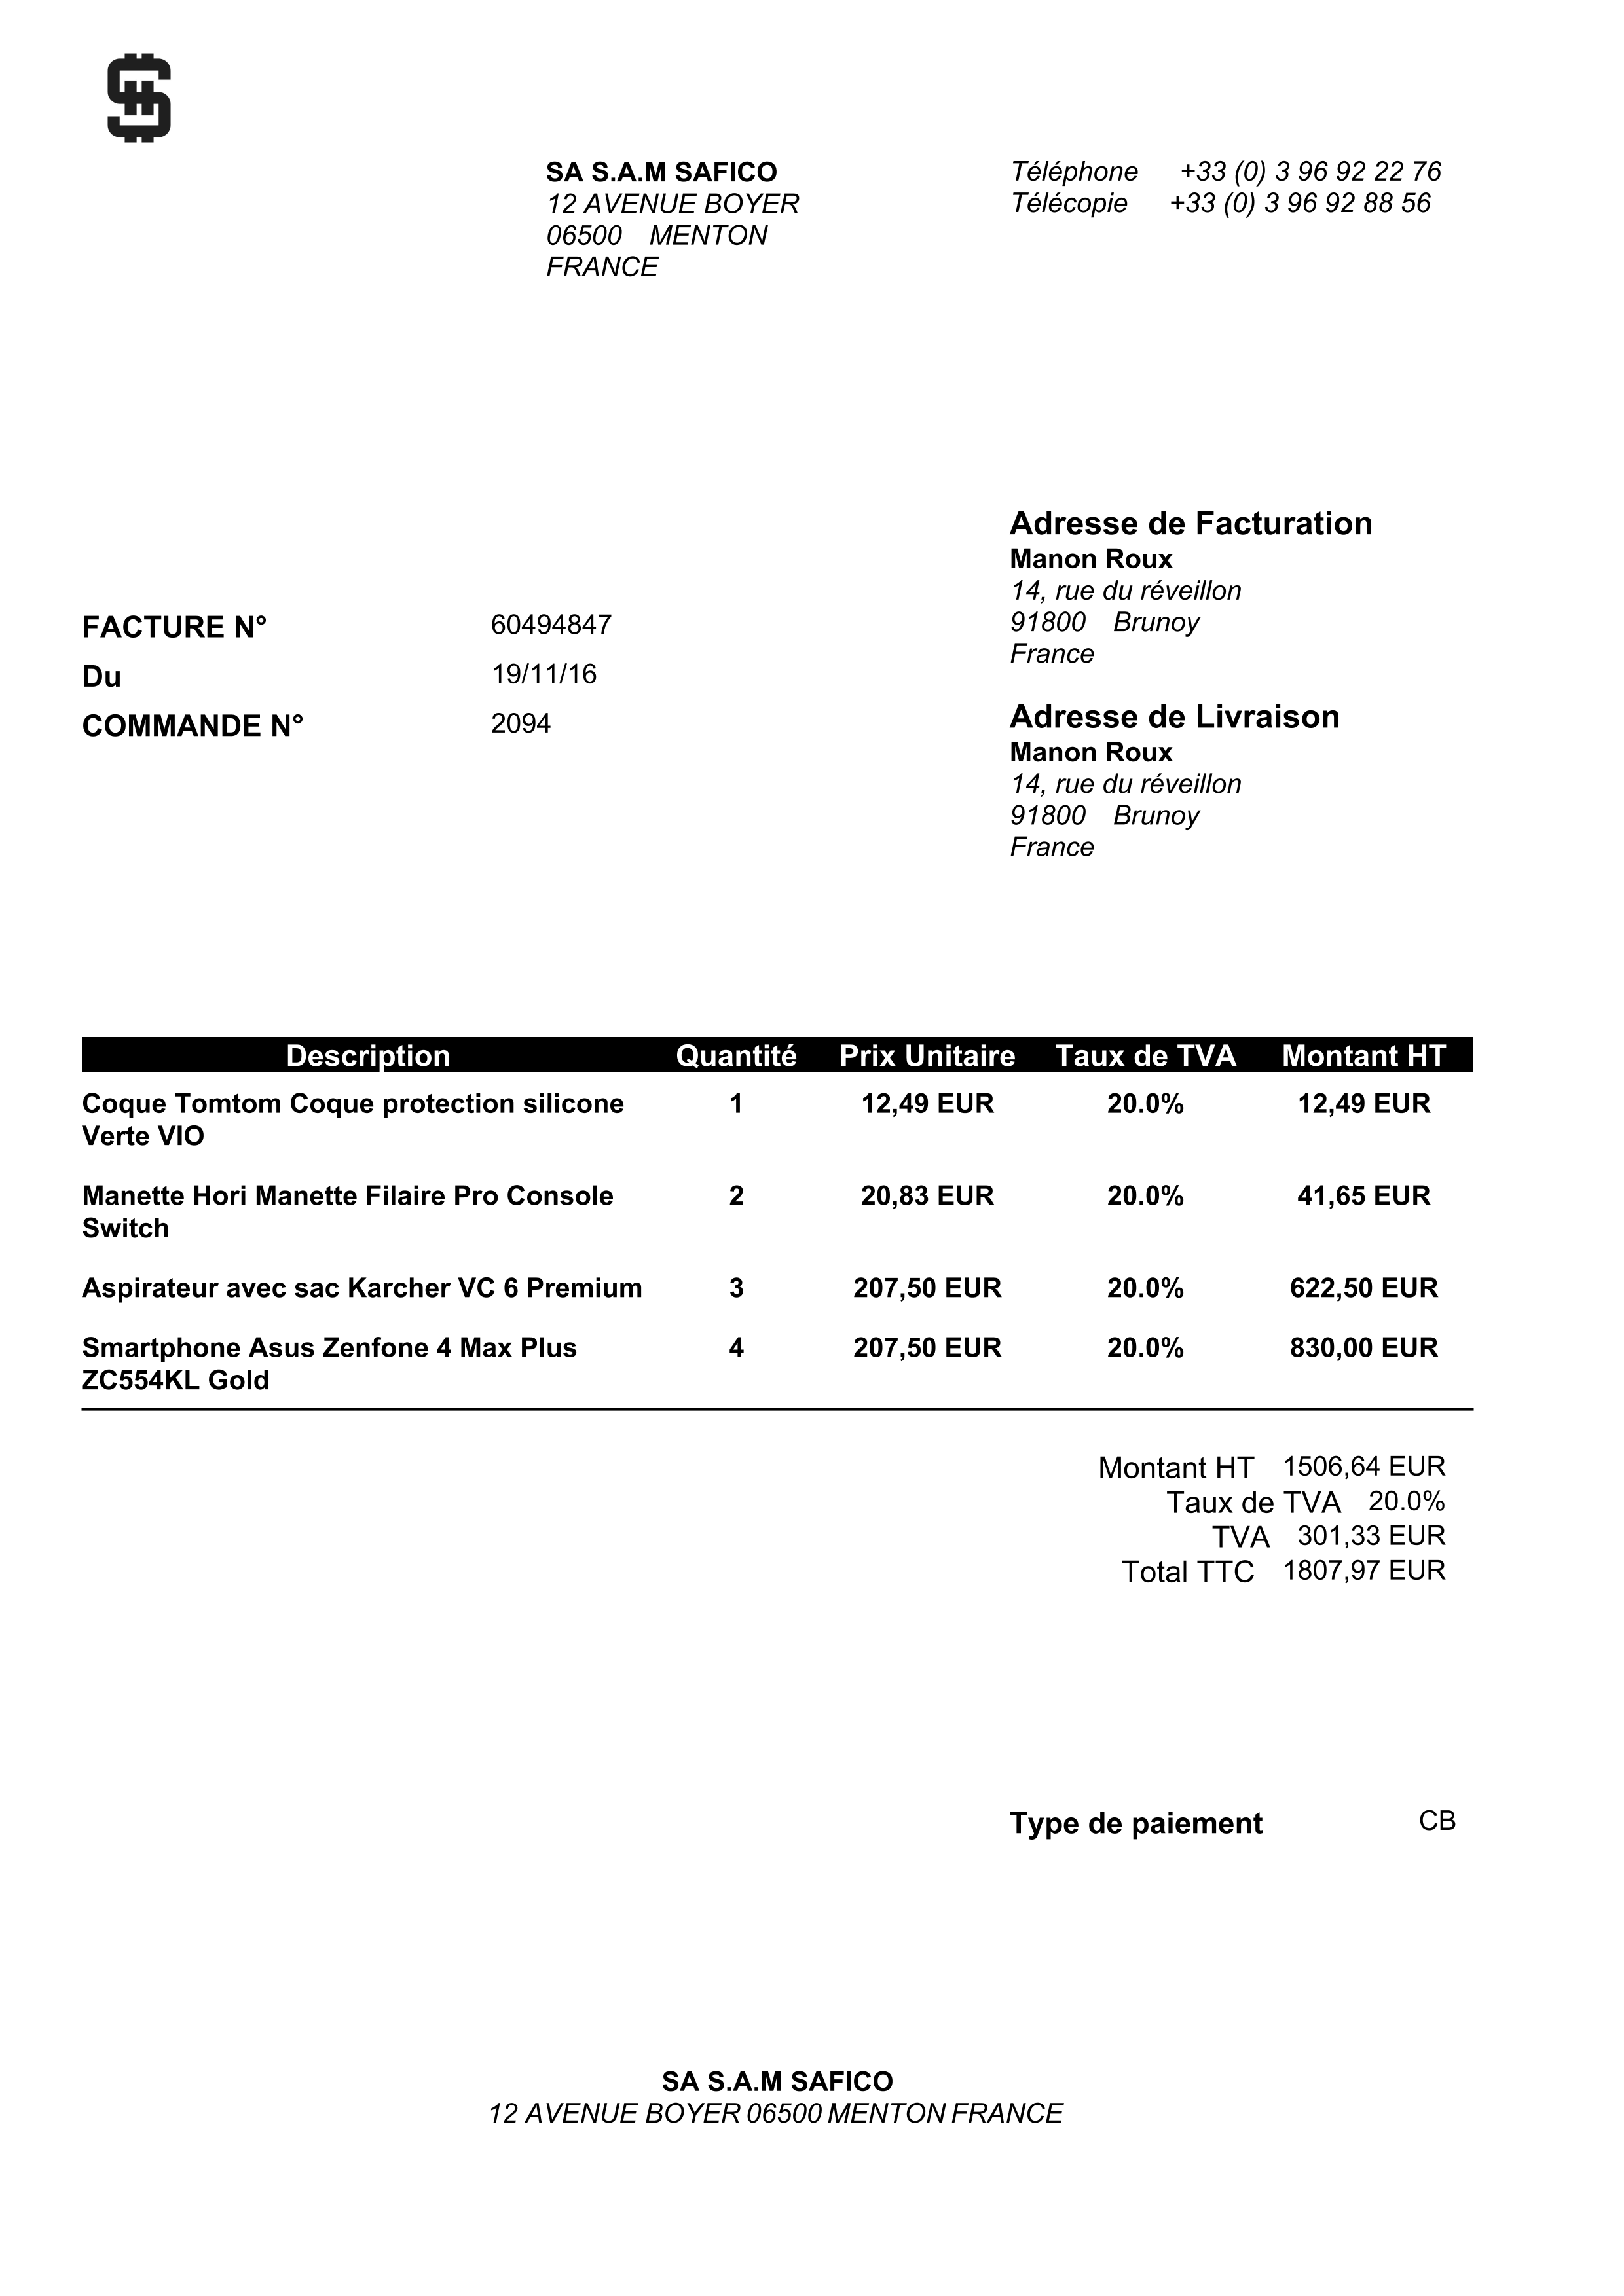 SA S.A.M SAFICO
12 AVENUE BOYER
06500 MENTON
FRANCE
Téléphone +33 (0) 3 96 92 22 76
Télécopie +33 (0) 3 96 92 88 56
FACTURE N° 60494847
Du 19/11/16
COMMANDE N° 2094
Adresse de Facturation
Manon Roux
14, rue du réveillon
91800 Brunoy
France
Adresse de Livraison
Manon Roux
14, rue du réveillon
91800 Brunoy
France
Description Quantité Prix Unitaire Taux de TVA Montant HT
Coque Tomtom Coque protection silicone 1 12,49 EUR 20.0% 12,49 EUR
Verte VIO
Manette Hori Manette Filaire Pro Console 2 20,83 EUR 20.0% 41,65 EUR
Switch
Aspirateur avec sac Karcher VC 6 Premium 3 207,50 EUR 20.0% 622,50 EUR
Smartphone Asus Zenfone 4 Max Plus 4 207,50 EUR 20.0% 830,00 EUR
ZC554KL Gold
Montant HT 1506,64 EUR
Taux de TVA 20.0%
TVA 301,33 EUR
Total TTC 1807,97 EUR
Type de paiement CB
SA S.A.M SAFICO
12 AVENUE BOYER 06500 MENTON FRANCE